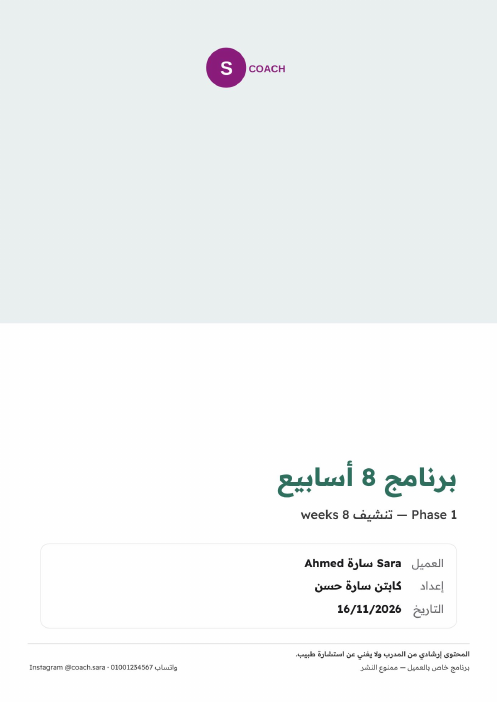 S COACH
برنامج 8 أسابيع
Phase 1 — تنشيف 8 weeks
العميل Sara سارة Ahmed
إعداد كابتن سارة حسن
التاريخ 16/11/2026
المحتوى إرشادي من المدرب ولا يغني عن استشارة طبيب.
برنامج خاص بالعميل — ممنوع النشر
واتساب 01001234567 · Instagram @coach.sara